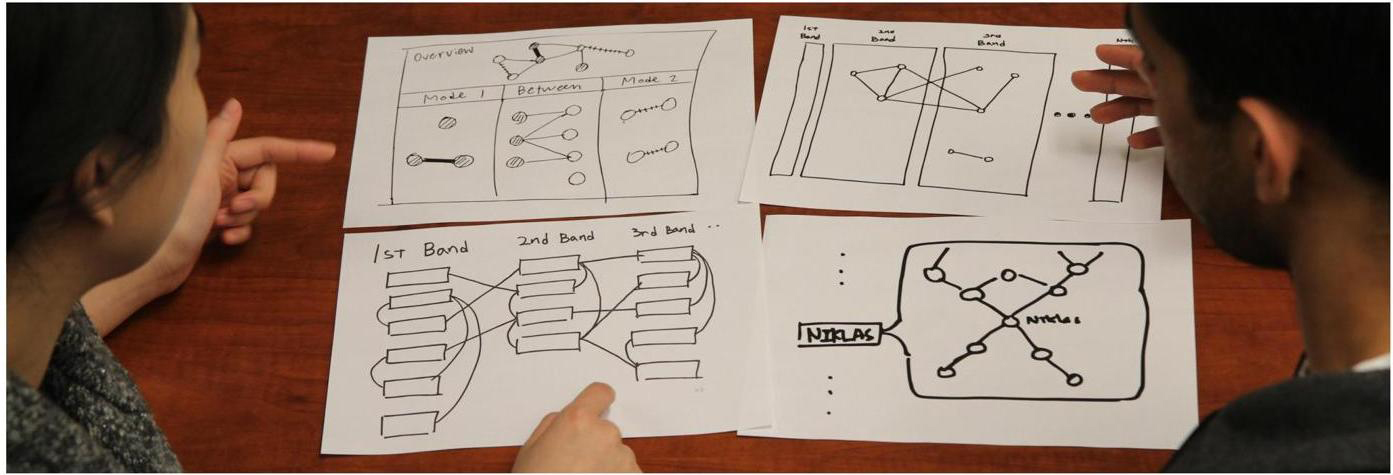 Overview
Mode 1
Between
Mode 2
1st
Band
2nd
Band
3rd
Band
1st Band
2nd Band
3rd Band ..
NIKLAS
Niklas